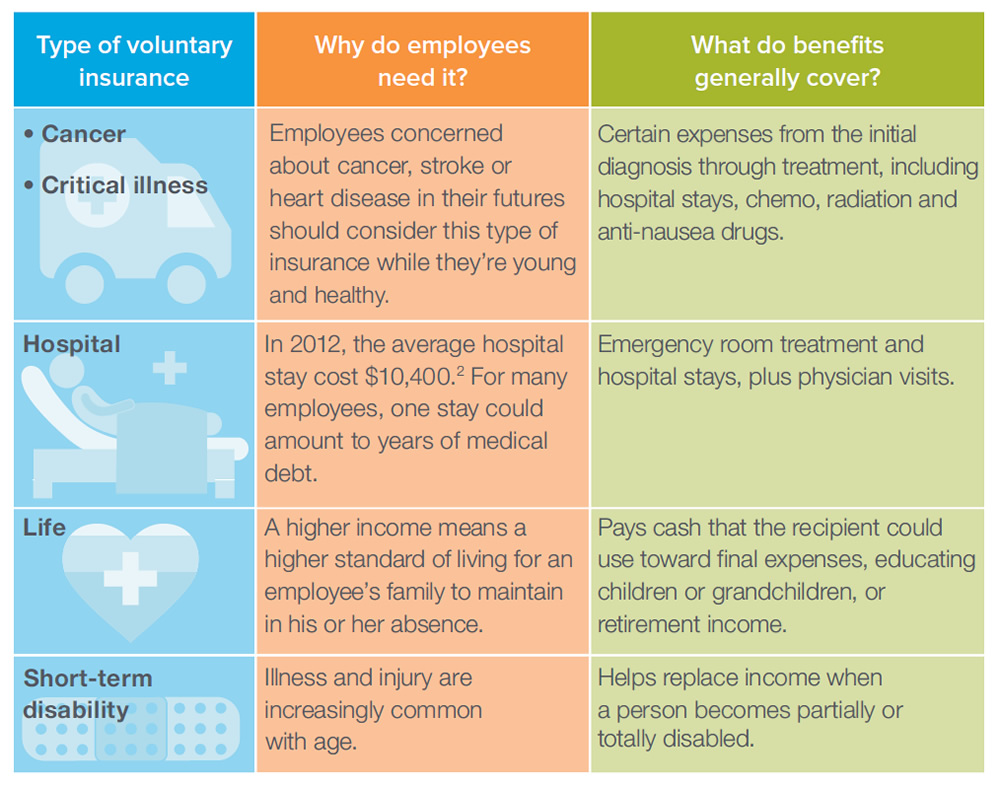 Type of voluntary
insurance
Why do employees
need it?
What do benefits
generally cover?
• Cancer
• Critical illness
Employees concerned
about cancer, stroke or
heart disease in their futures
should consider this type of
insurance while they’re young
and healthy.
Certain expenses from the initial
diagnosis through treatment, including
hospital stays, chemo, radiation and
anti-nausea drugs.
Hospital
In 2012, the average hospital
stay cost $10,400.² For many
employees, one stay could
amount to years of medical
debt.
Emergency room treatment and
hospital stays, plus physician visits.
Life
A higher income means a
higher standard of living for an
employee’s family to maintain
in his or her absence.
Pays cash that the recipient could
use toward final expenses, educating
children or grandchildren, or
retirement income.
Short-term
disability
Illness and injury are
increasingly common
with age.
Helps replace income when
a person becomes partially or
totally disabled.